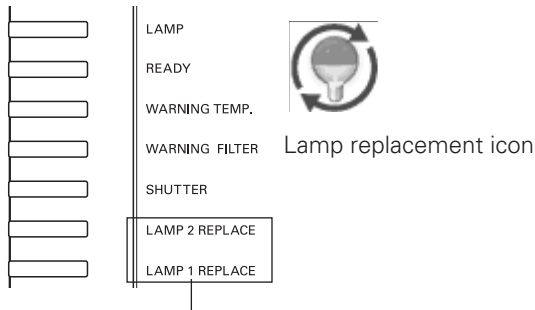 LAMP
READY
WARNING TEMP.
WARNING FILTER
SHUTTER
LAMP 2 REPLACE
LAMP 1 REPLACE
Lamp replacement icon